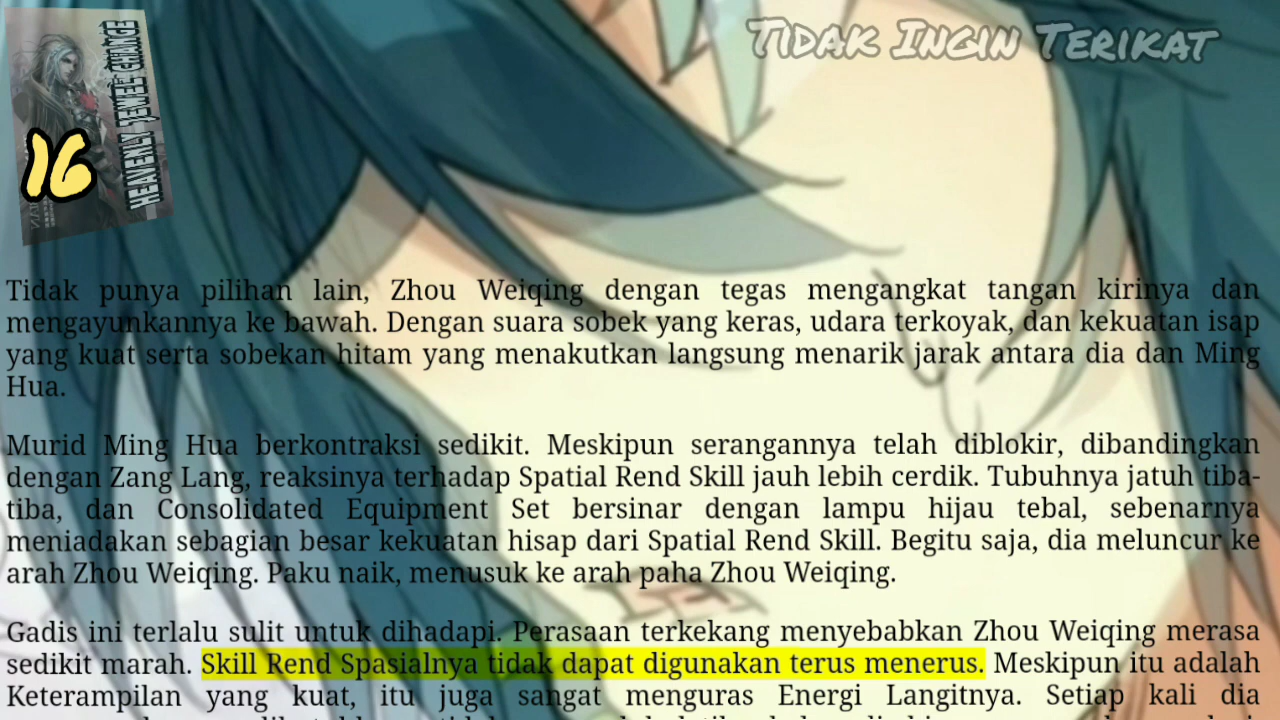 Tidak Ingin Terikat
HEAVENLY JEWEL CHANGE
16
Tidak punya pilihan lain, Zhou Weiqing dengan tegas mengangkat tangan kirinya dan
mengayunkannya ke bawah. Dengan suara sobek yang keras, udara terkoyak, dan kekuatan isap
yang kuat serta sobekan hitam yang menakutkan langsung menarik jarak antara dia dan Ming
Hua.
Murid Ming Hua berkontraksi sedikit. Meskipun serangannya telah diblokir, dibandingkan
dengan Zang Lang, reaksinya terhadap Spatial Rend Skill jauh lebih cerdik. Tubuhnya jatuh tiba-
tiba, dan Consolidated Equipment Set bersinar dengan lampu hijau tebal, sebenarnya
meniadakan sebagian besar kekuatan hisap dari Spatial Rend Skill. Begitu saja, dia meluncur ke
arah Zhou Weiqing. Paku naik, menusuk ke arah paha Zhou Weiqing.
Gadis ini terlalu sulit untuk dihadapi. Perasaan terkekang menyebabkan Zhou Weiqing merasa
sedikit marah. Skill Rend Spasialnya tidak dapat digunakan terus menerus. Meskipun itu adalah
Keterampilan yang kuat, itu juga sangat menguras Energi Langitnya. Setiap kali dia